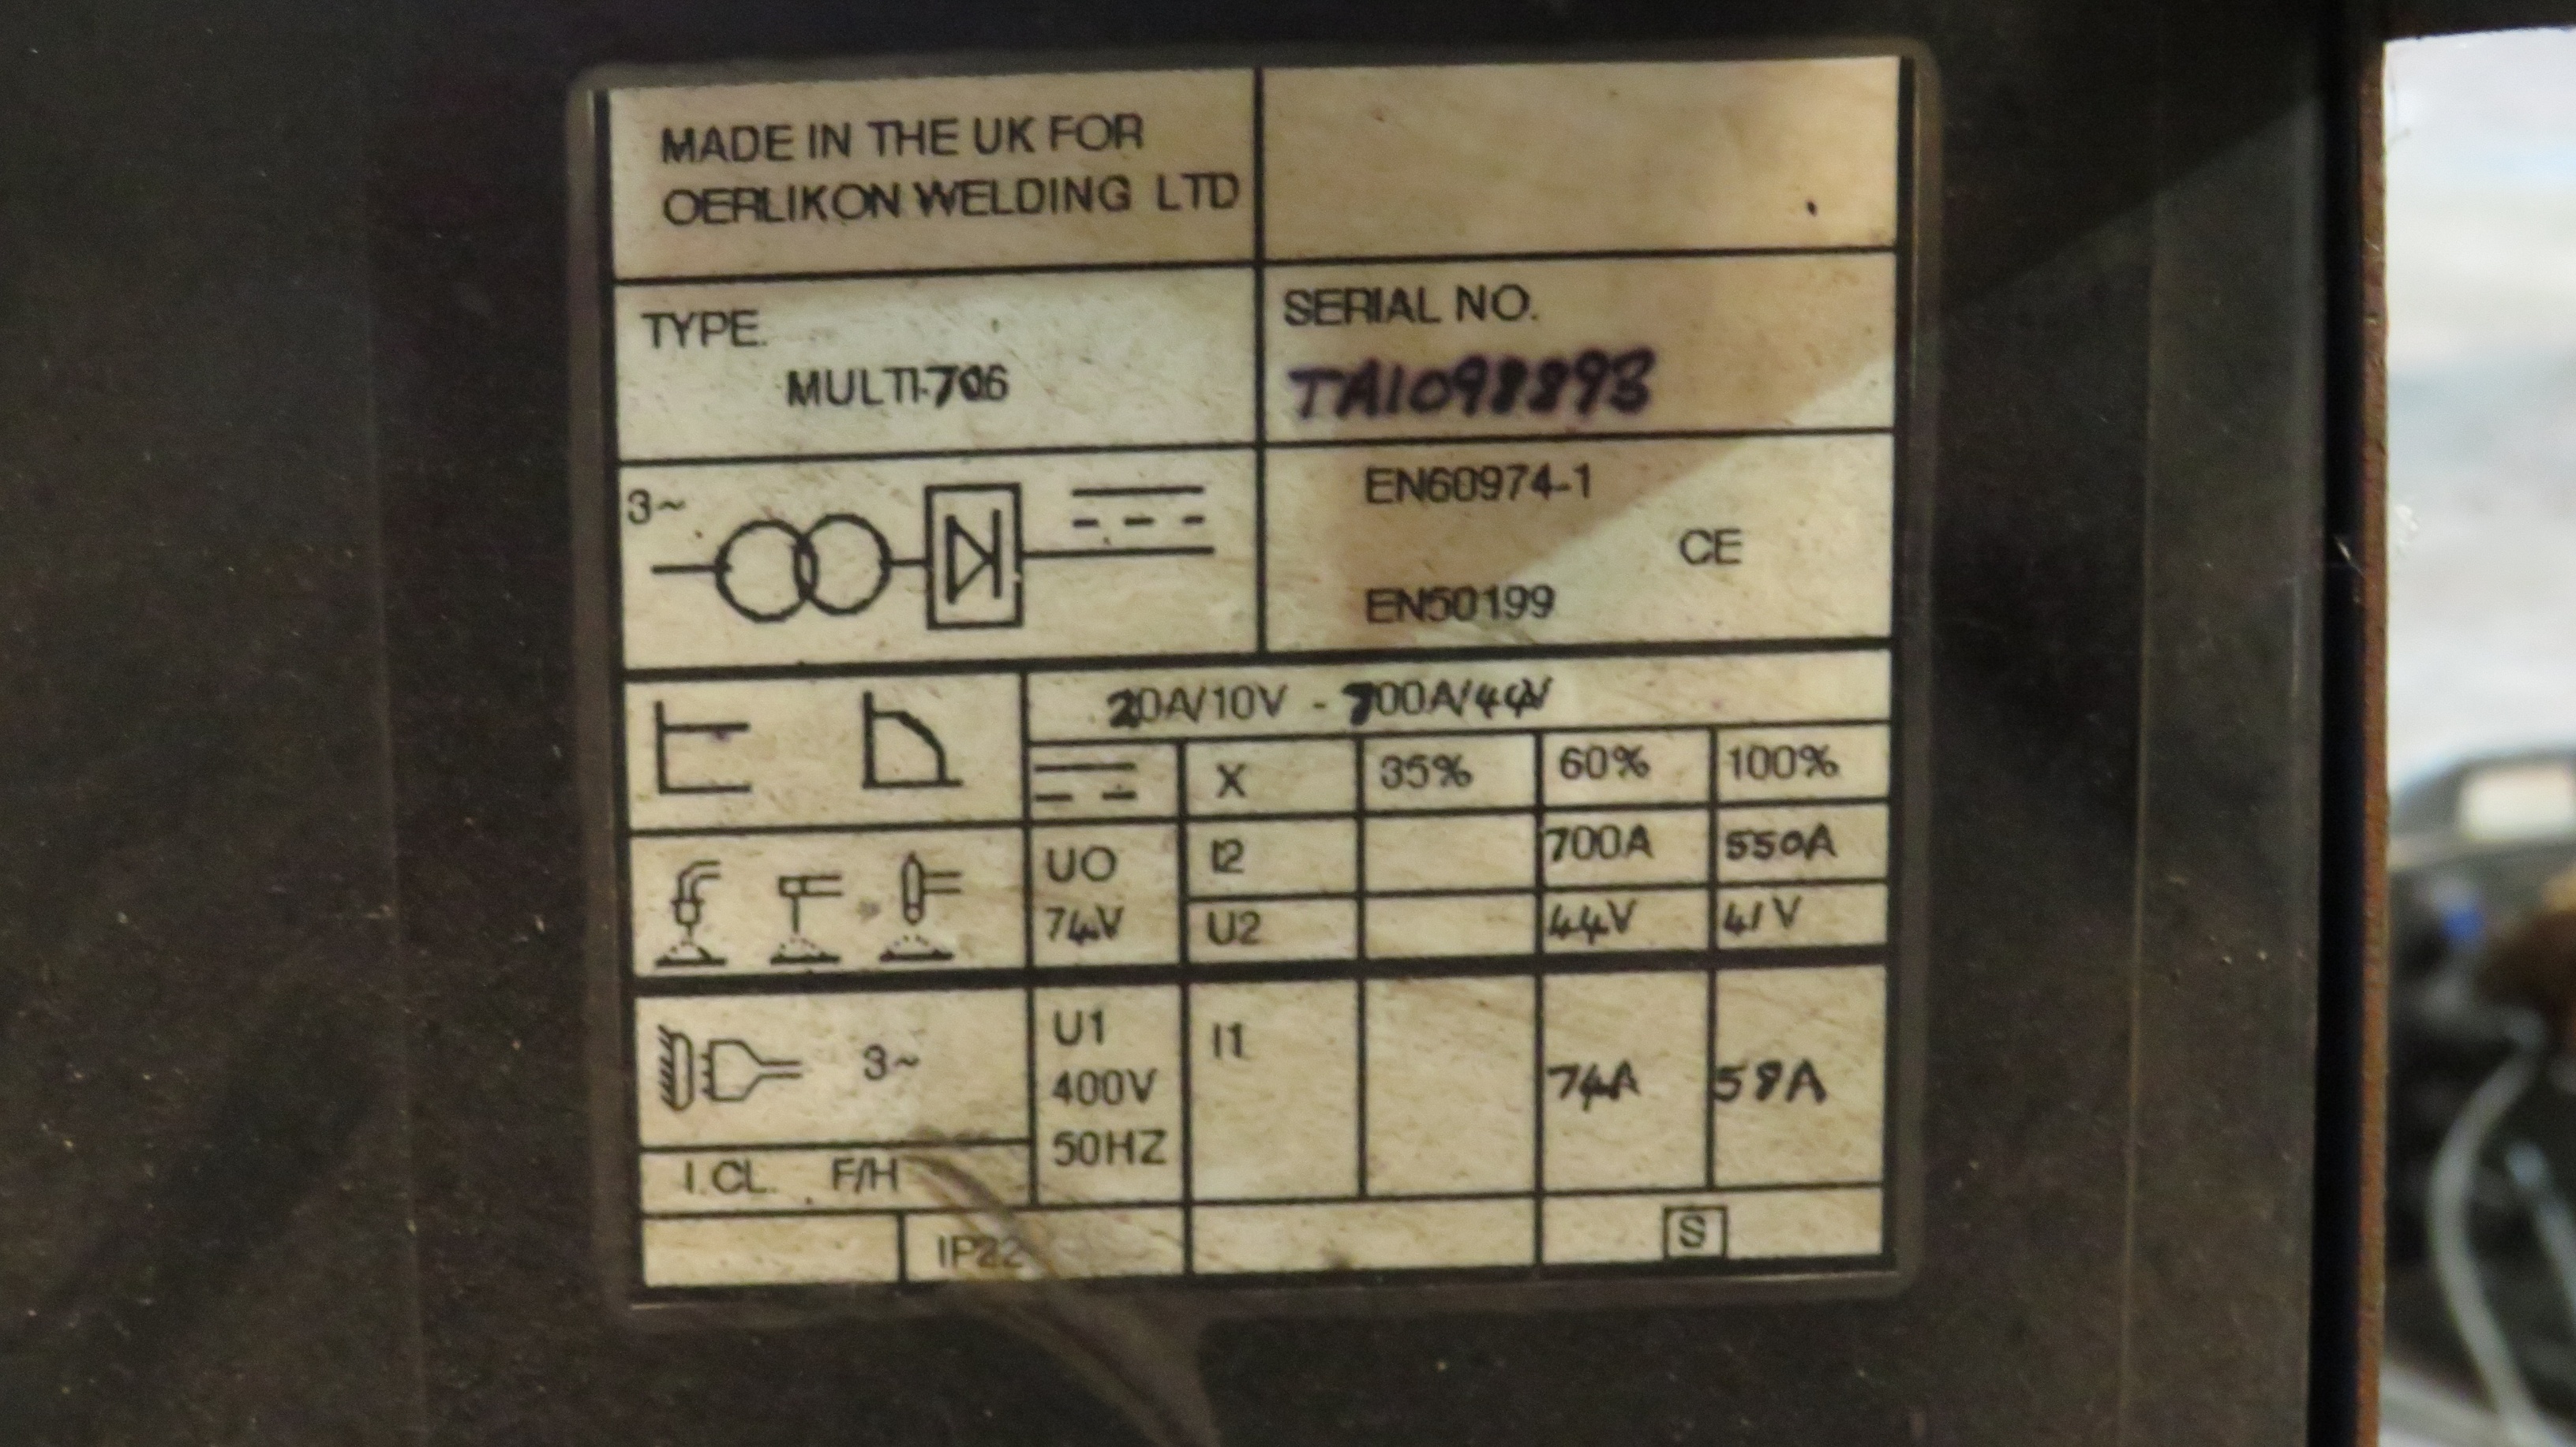 MADE IN THE UK FOR
OERLIKON WELDING LTD
TYPE.
MULTI-706
SERIAL NO.
TA1098893
3~
EN60974-1
CE
EN50199
20A/10V - 700A/44V
X 35% 60% 100%
UO
74V
I2 700A 550A
U2 44V 41V
3~
U1
400V
50HZ
I1 74A 58A
I.CL. F/H
IP22
S